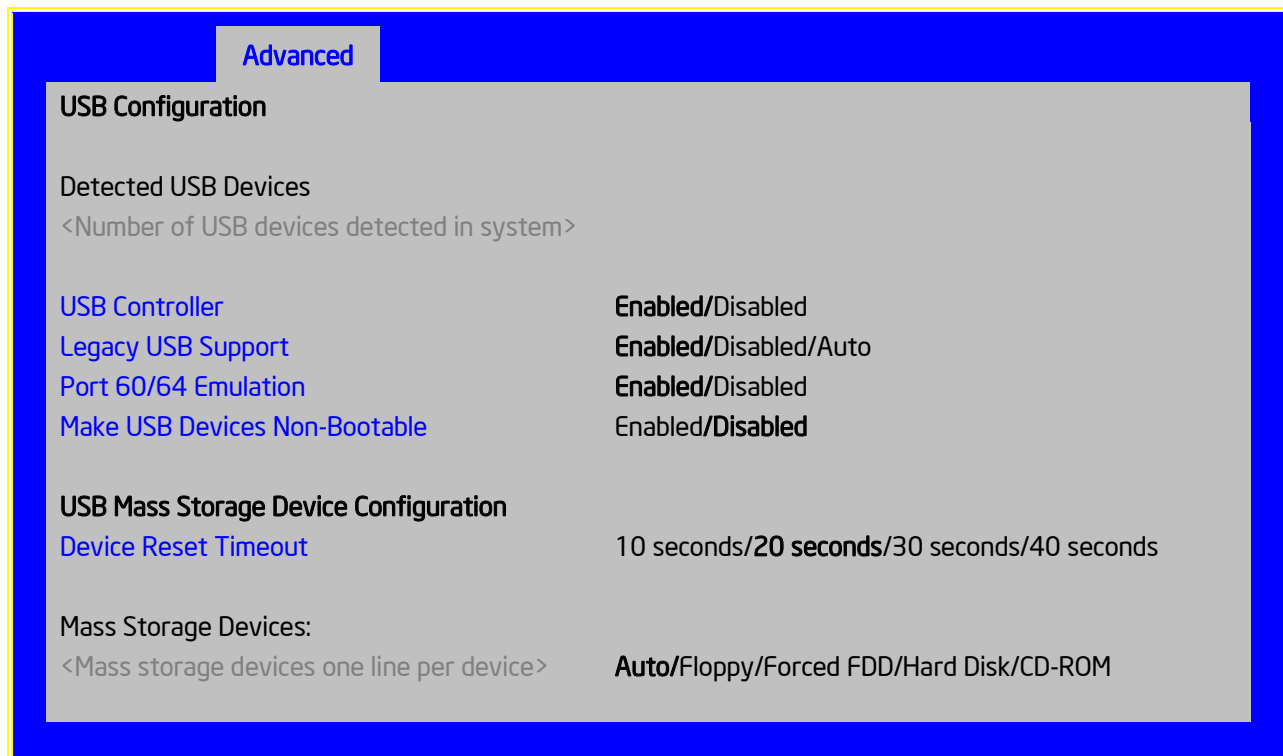 Advanced
USB Configuration
Detected USB Devices
<Number of USB devices detected in system>
USB Controller Enabled/Disabled
Legacy USB Support Enabled/Disabled/Auto
Port 60/64 Emulation Enabled/Disabled
Make USB Devices Non-Bootable Enabled/Disabled
USB Mass Storage Device Configuration
Device Reset Timeout 10 seconds/20 seconds/30 seconds/40 seconds
Mass Storage Devices:
<Mass storage devices one line per device> Auto/Floppy/Forced FDD/Hard Disk/CD-ROM